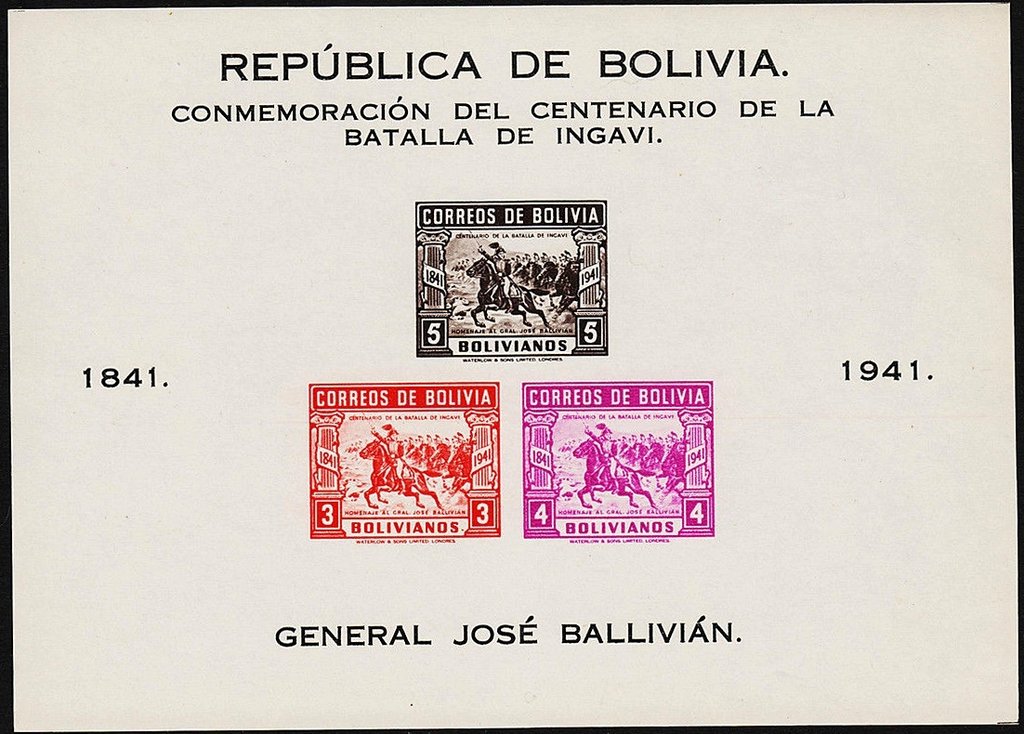 REPÚBLICA DE BOLIVIA.
CONMEMORACIÓN DEL CENTENARIO DE LA
BATALLA DE INGAVI.
CORREOS DE BOLIVIA
CENTENARIO DE LA BATALLA DE INGAVI
1841 1941
HOMENAJE AL GRAL. JOSÉ BALLIVIÁN
5 BOLIVIANOS 5
WATERLOW & SONS LIMITED. LONDRES
1841. 1941.
CORREOS DE BOLIVIA
CENTENARIO DE LA BATALLA DE INGAVI
1841 1941
HOMENAJE AL GRAL. JOSÉ BALLIVIÁN
3 BOLIVIANOS 3
WATERLOW & SONS LIMITED. LONDRES
CORREOS DE BOLIVIA
CENTENARIO DE LA BATALLA DE INGAVI
1841 1941
HOMENAJE AL GRAL. JOSÉ BALLIVIÁN
4 BOLIVIANOS 4
WATERLOW & SONS LIMITED. LONDRES
GENERAL JOSÉ BALLIVIÁN.